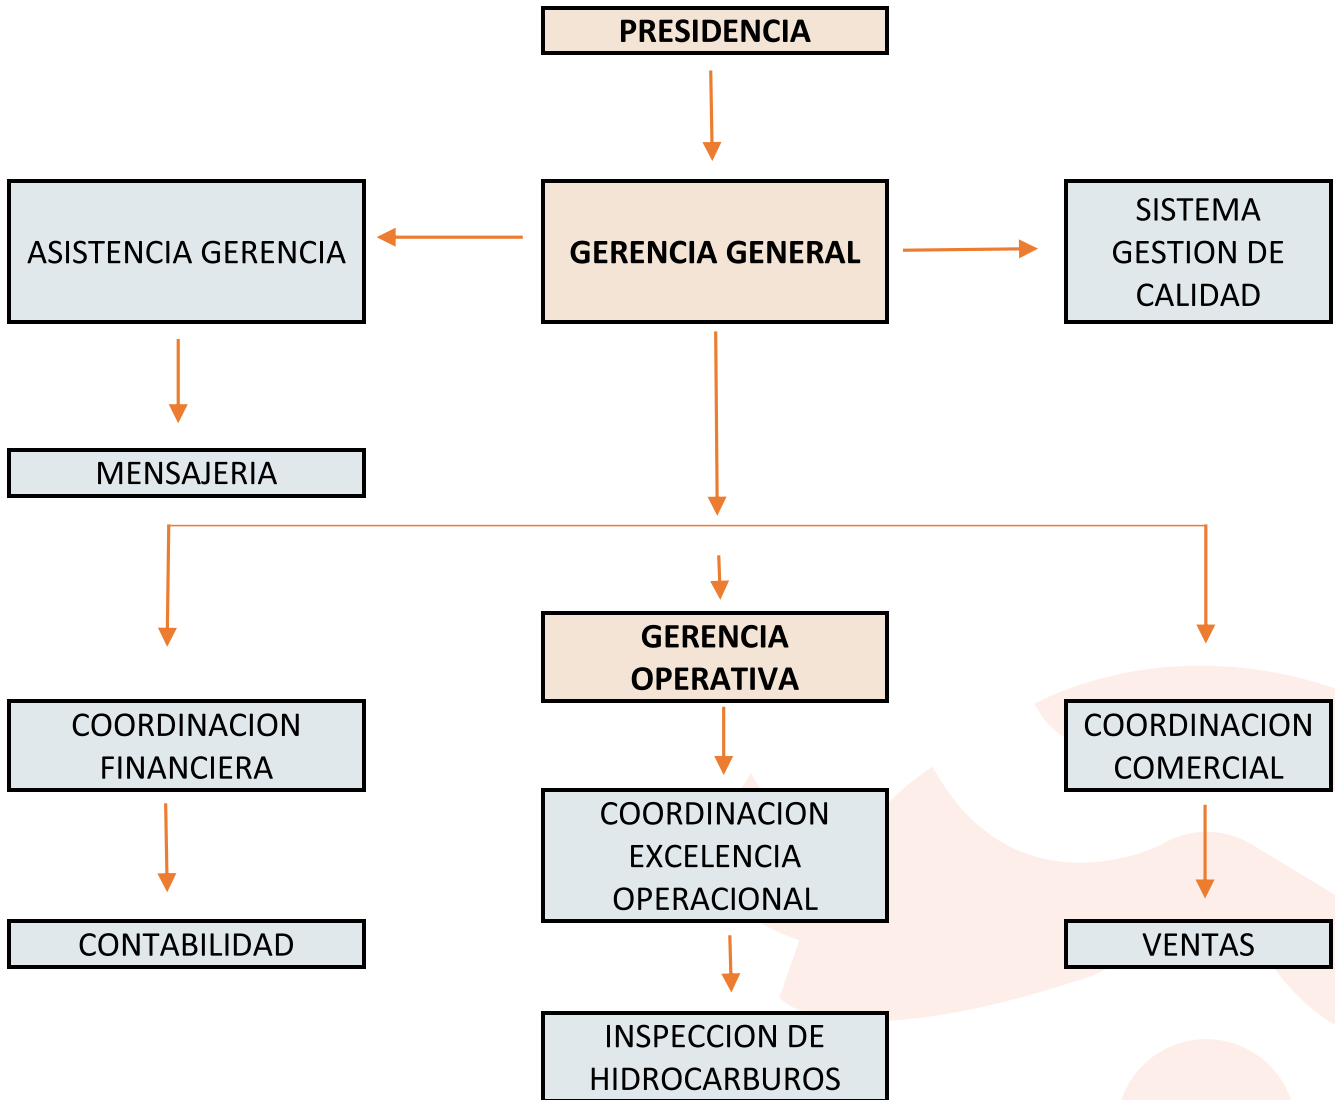 PRESIDENCIA
ASISTENCIA GERENCIA
GERENCIA GENERAL
SISTEMA
GESTION DE
CALIDAD
MENSAJERIA
GERENCIA
OPERATIVA
COORDINACION
FINANCIERA
COORDINACION
COMERCIAL
COORDINACION
EXCELENCIA
OPERACIONAL
CONTABILIDAD
VENTAS
INSPECCION DE
HIDROCARBUROS